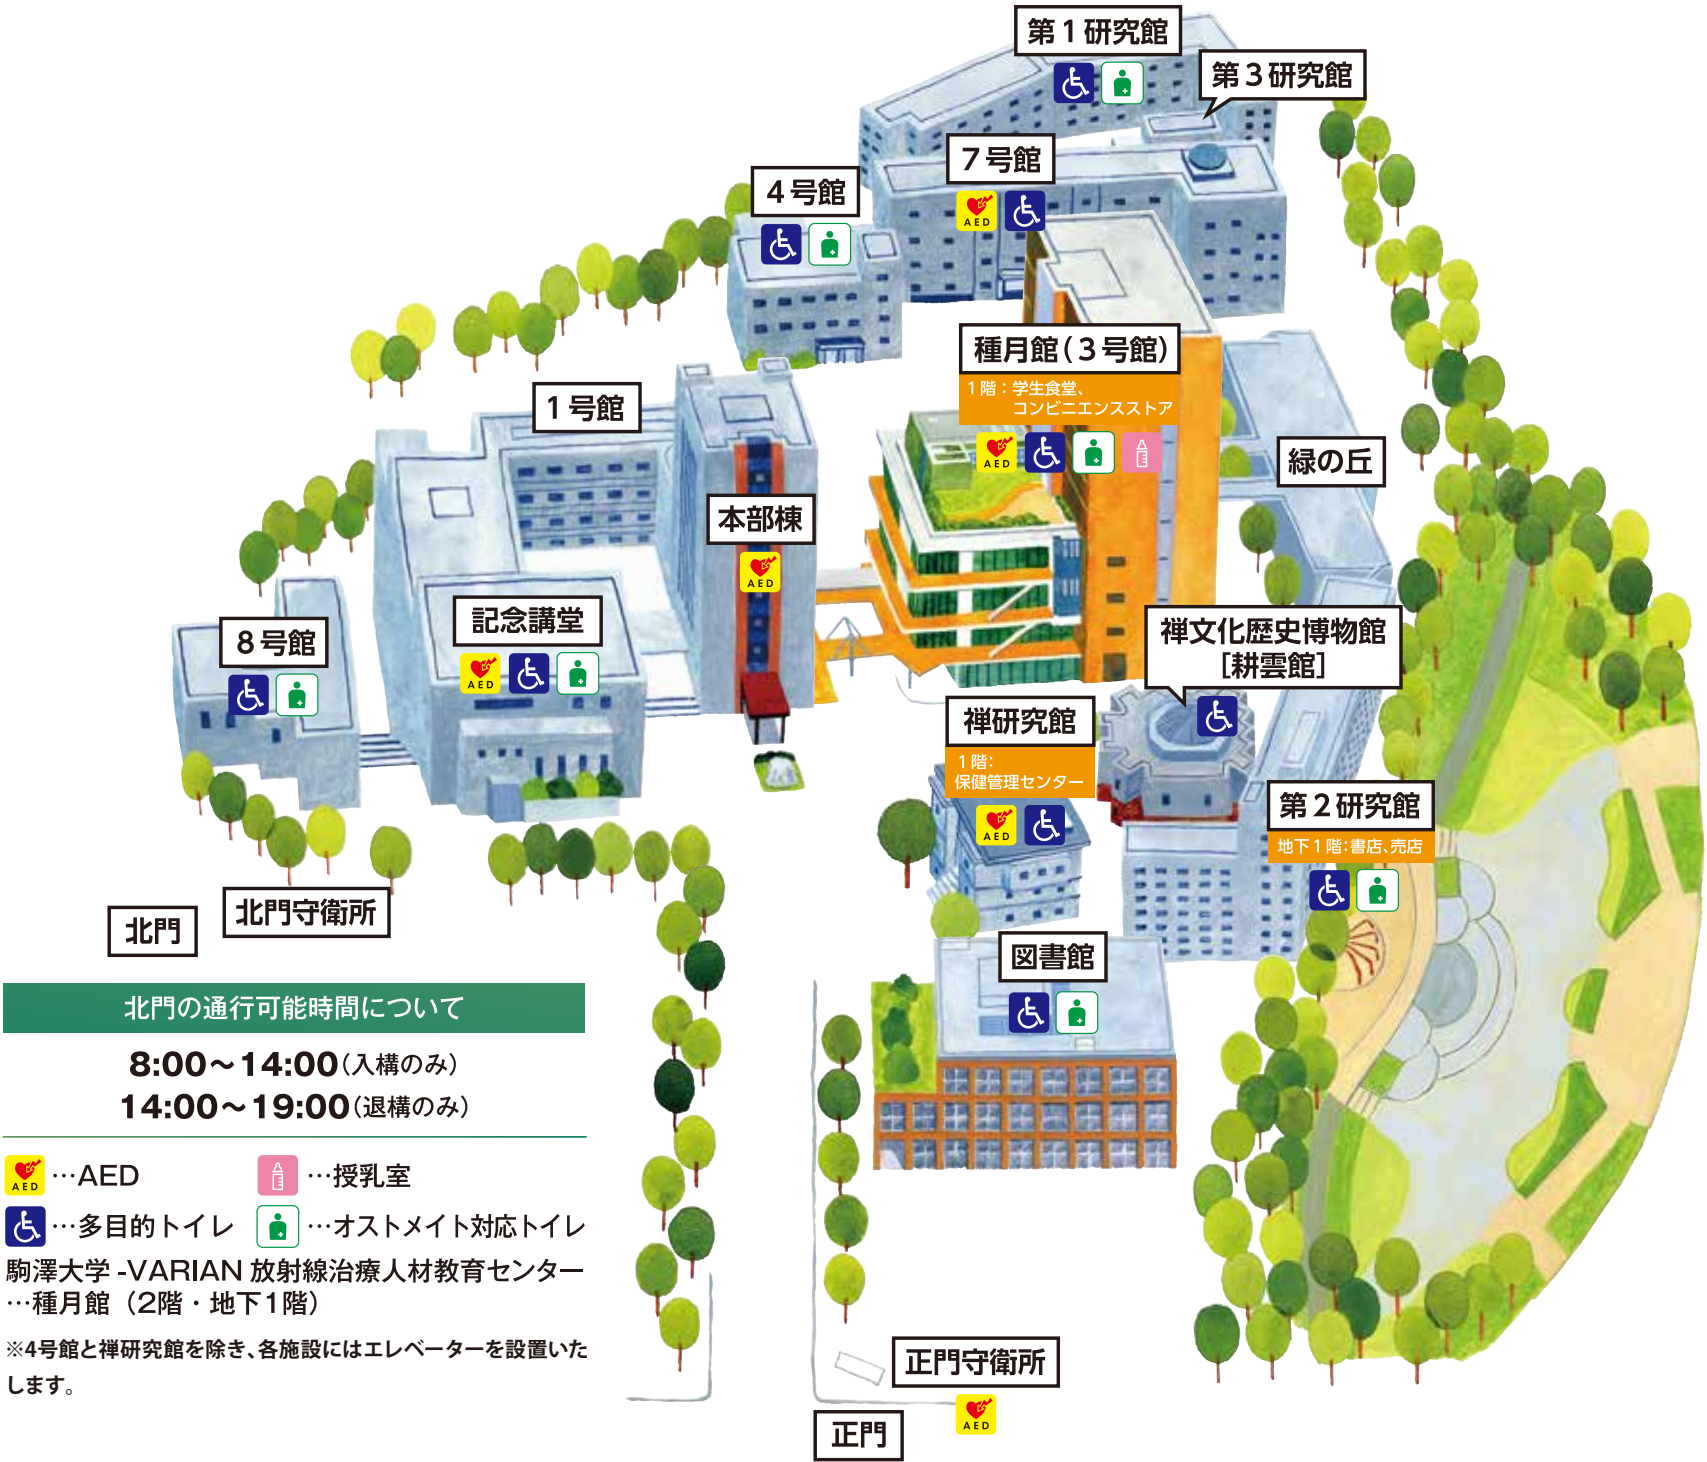 第1研究館
第3研究館
7号館
AED
4号館
種月館(3号館)
1階：学生食堂、
コンビニエンスストア
AED
1号館
緑の丘
本部棟
AED
記念講堂
AED
8号館
禅文化歴史博物館
[耕雲館]
禅研究館
1階：
保健管理センター
AED
第2研究館
地下1階：書店、売店
北門守衛所
北門
図書館
北門の通行可能時間について
8:00〜14:00(入構のみ)
14:00〜19:00(退構のみ)
AED …AED
…授乳室
…多目的トイレ
…オストメイト対応トイレ
駒澤大学 -VARIAN 放射線治療人材教育センター
…種月館（2階・地下1階）
※4号館と禅研究館を除き、各施設にはエレベーターを設置いた
します。
正門守衛所
AED
正門